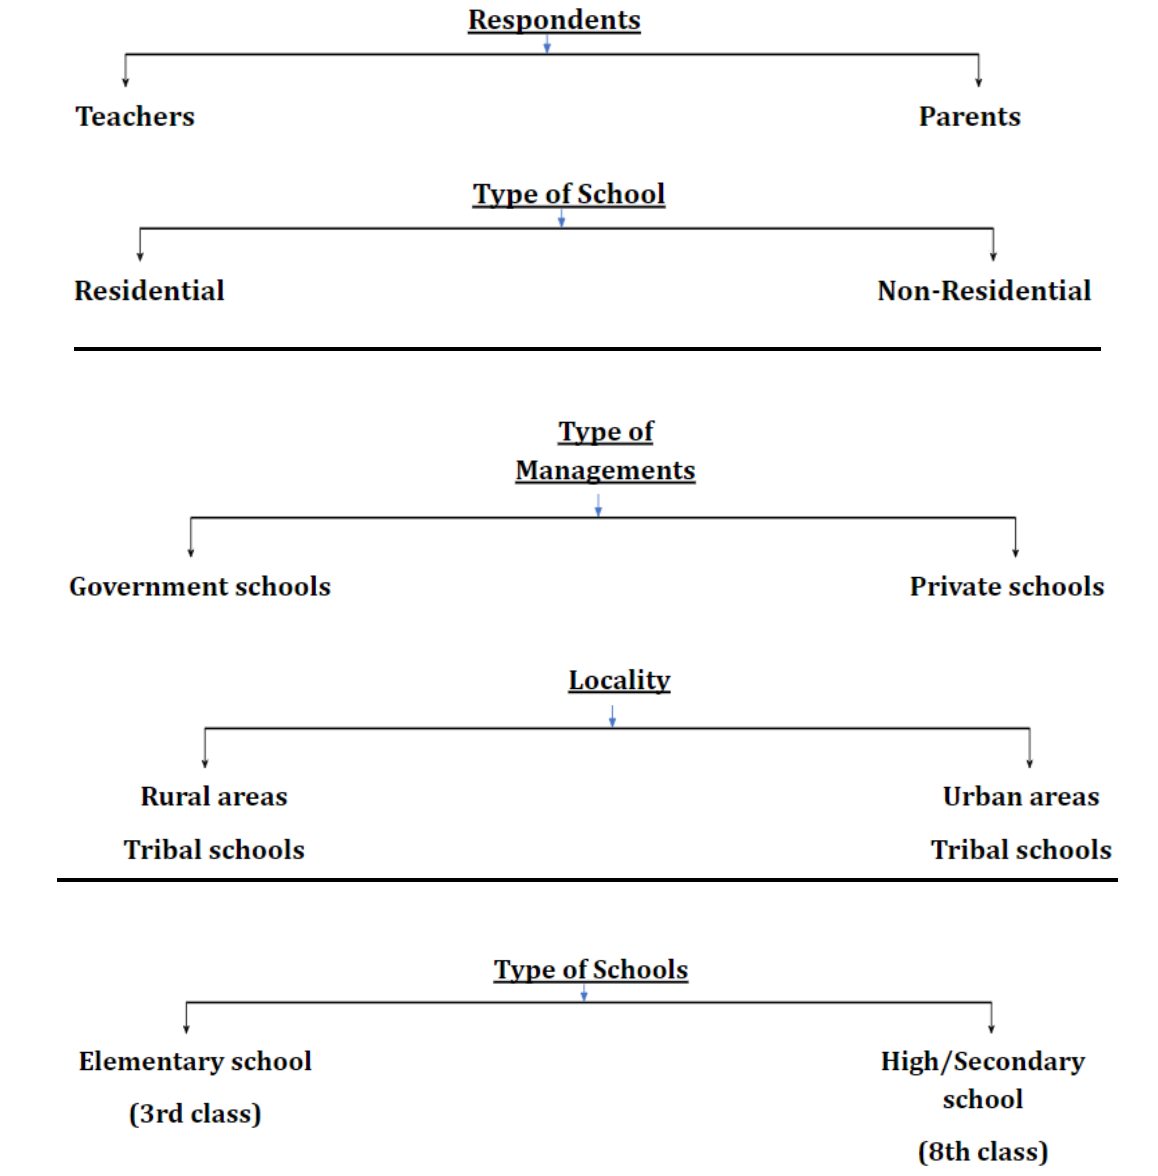 Respondents
Teachers Parents
Type of School
Residential Non-Residential
Type of
Managements
Government schools Private schools
Locality
Rural areas Urban areas
Tribal schools Tribal schools
Type of Schools
Elementary school High/Secondary
school
(3rd class)
(8th class)